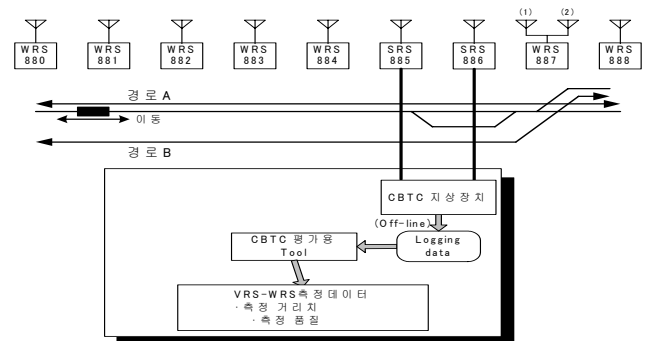 (1) (2)
WRS 880
WRS 881
WRS 882
WRS 883
WRS 884
SRS 885
SRS 886
WRS 887
WRS 888
경로 A
이동
경로 B
CBTC 지상장치
(Off-line)
Logging data
CBTC 평가용 Tool
VRS-WRS측정데이터
·측정 거리치
·측정 품질